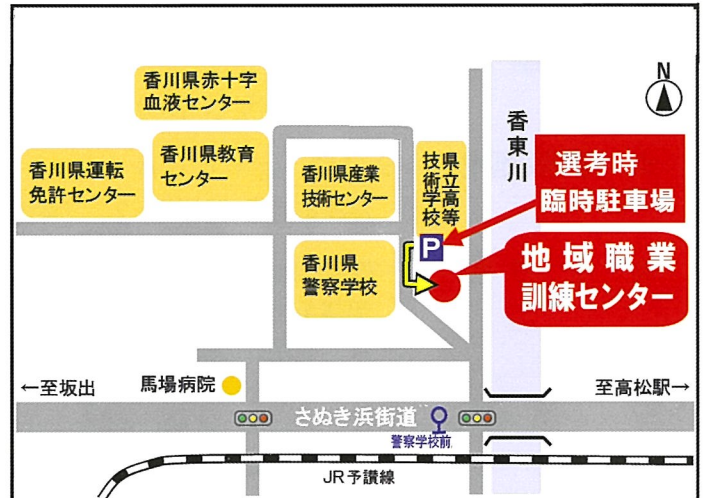 香川県赤十字
血液センター
香川県運転
免許センター
香川県教育
センター
香川県産業
技術センター
県立高等
技術学校
香川県
警察学校
香東川
N
選考時
臨時駐車場
P
地域職業
訓練センター
←至坂出
馬場病院
至高松駅→
さぬき浜街道
警察学校前
JR予讃線